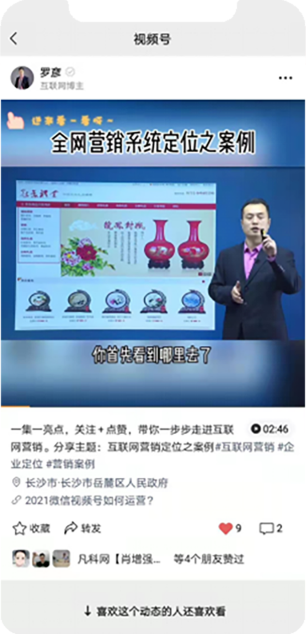 视频号
罗彦
互联网博主
全网营销系统定位之案例
你首先看到哪里去了
一集一亮点，关注+点赞，带你一步步走进互联
网营销。分享主题：互联网营销定位之案例#互联网营销 #企
业定位 #营销案例
02:46
长沙市·长沙市岳麓区人民政府
2021微信视频号如何运营？
收藏
转发
9
2
凡科网【肖增强... 等4个朋友赞过
喜欢这个动态的人还喜欢看